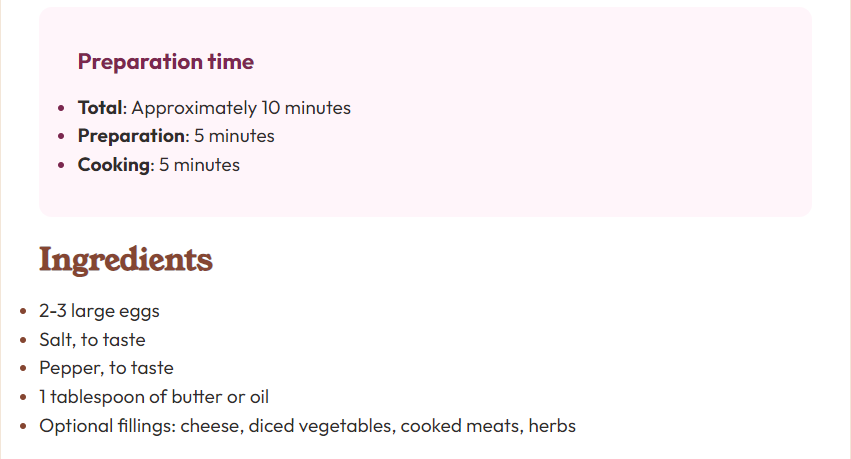 Preparation time
Total: Approximately 10 minutes
Preparation: 5 minutes
Cooking: 5 minutes
Ingredients
2-3 large eggs
Salt, to taste
Pepper, to taste
1 tablespoon of butter or oil
Optional fillings: cheese, diced vegetables, cooked meats, herbs